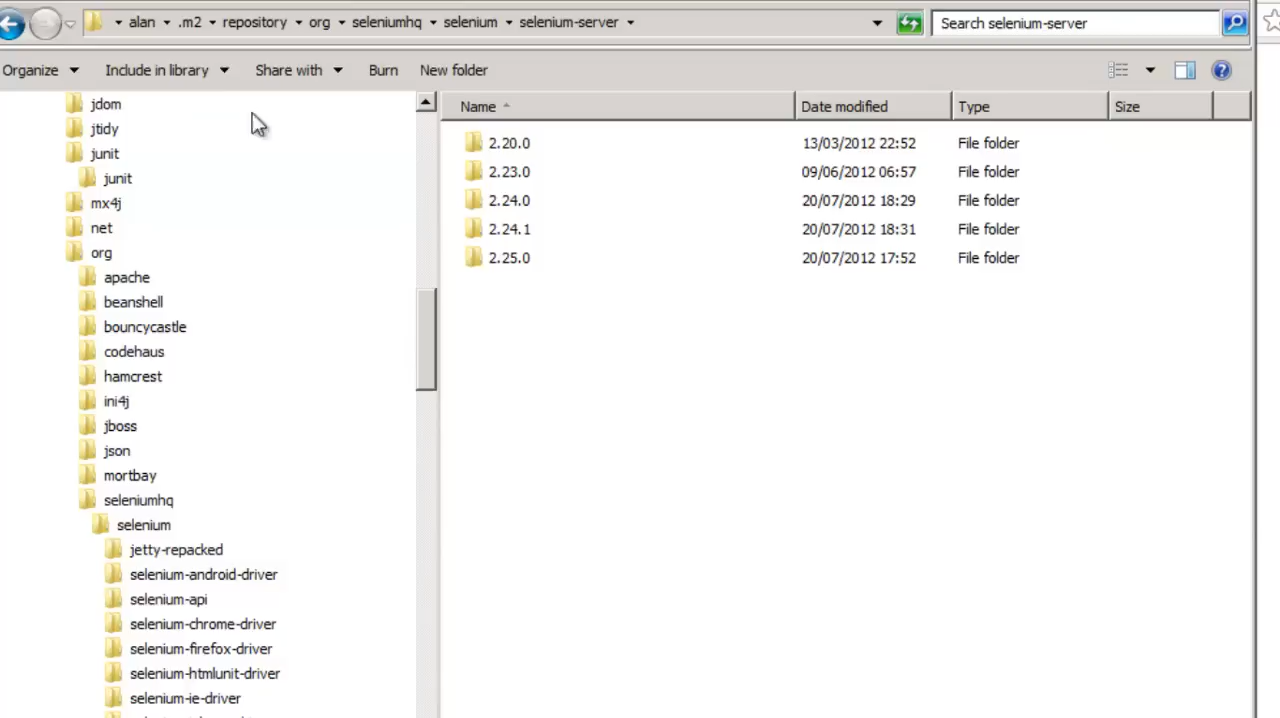 alan .m2 repository org seleniumhq selenium selenium-server
Search selenium-server
Organize Include in library Share with Burn New folder
jdom
jtidy
junit
junit
mx4j
net
org
apache
beanshell
bouncycastle
codehaus
hamcrest
ini4j
jboss
json
mortbay
seleniumhq
selenium
jetty-repacked
selenium-android-driver
selenium-api
selenium-chrome-driver
selenium-firefox-driver
selenium-htmlunit-driver
selenium-ie-driver
Name Date modified Type Size
2.20.0 13/03/2012 22:52 File folder
2.23.0 09/06/2012 06:57 File folder
2.24.0 20/07/2012 18:29 File folder
2.24.1 20/07/2012 18:31 File folder
2.25.0 20/07/2012 17:52 File folder